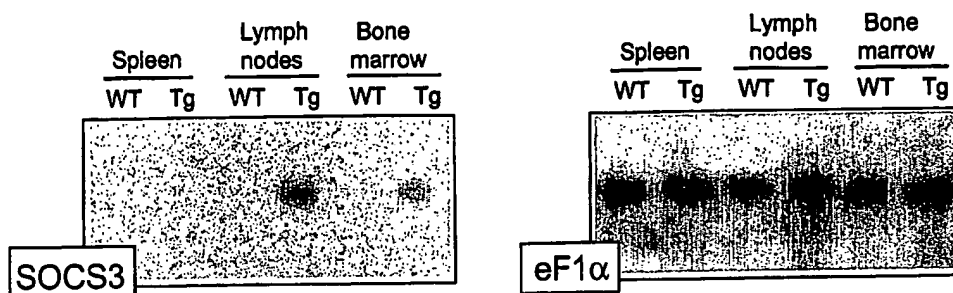 Lymph Bone
Spleen nodes marrow
WT Tg WT Tg WT Tg
SOCS3
Lymph Bone
Spleen nodes marrow
WT Tg WT Tg WT Tg
eF1α